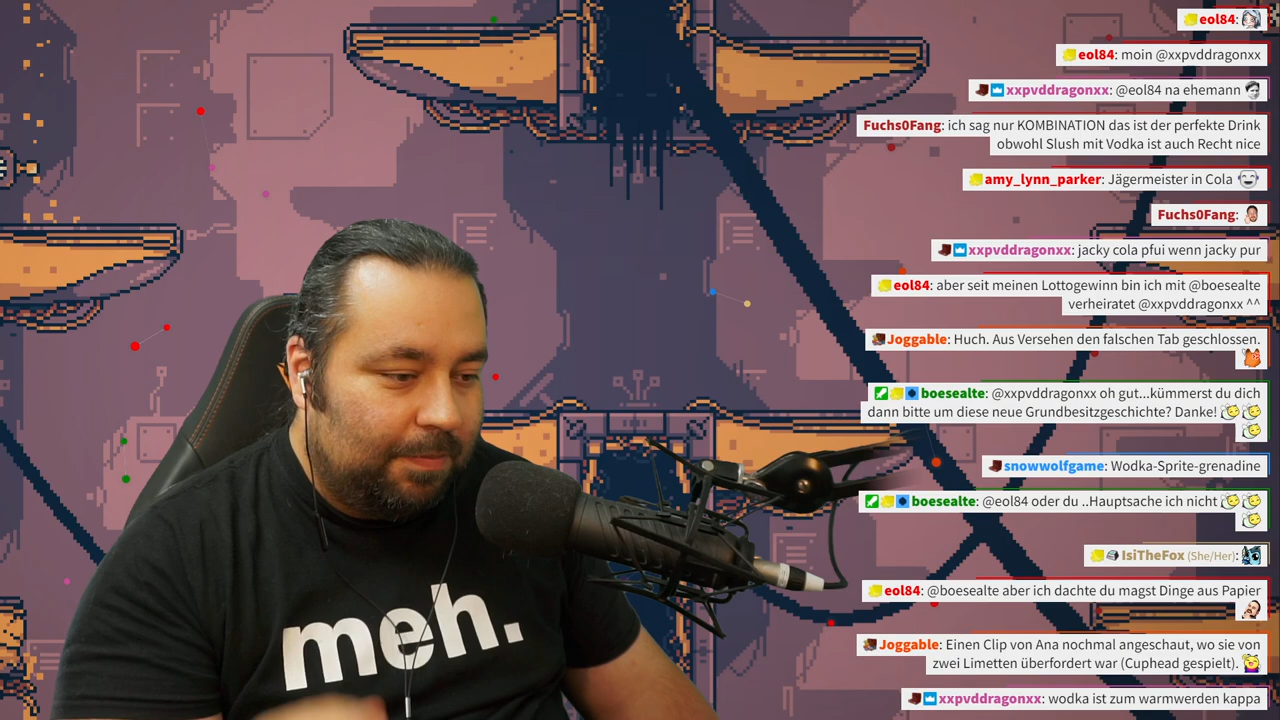 eol84:
eol84: moin @xxpvddragonxx
xxpvddragonxx: @eol84 na ehemann
Fuchs0Fang: ich sag nur KOMBINATION das ist der perfekte Drink
obwohl Slush mit Vodka ist auch Recht nice
amy_lynn_parker: Jägermeister in Cola
Fuchs0Fang:
xxpvddragonxx: jacky cola pfui wenn jacky pur
eol84: aber seit meinen Lottogewinn bin ich mit @boesealte
verheiratet @xxpvddragonxx ^^
Joggable: Huch. Aus Versehen den falschen Tab geschlossen.
boesealte: @xxpvddragonxx oh gut...kümmerst du dich
dann bitte um diese neue Grundbesitzgeschichte? Danke!
snowwolfgame: Wodka-Sprite-grenadine
boesealte: @eol84 oder du ..Hauptsache ich nicht
IsiTheFox (She/Her):
eol84: @boesealte aber ich dachte du magst Dinge aus Papier
Joggable: Einen Clip von Ana nochmal angeschaut, wo sie von
zwei Limetten überfordert war (Cuphead gespielt).
xxpvddragonxx: wodka ist zum warmwerden kappa
meh.